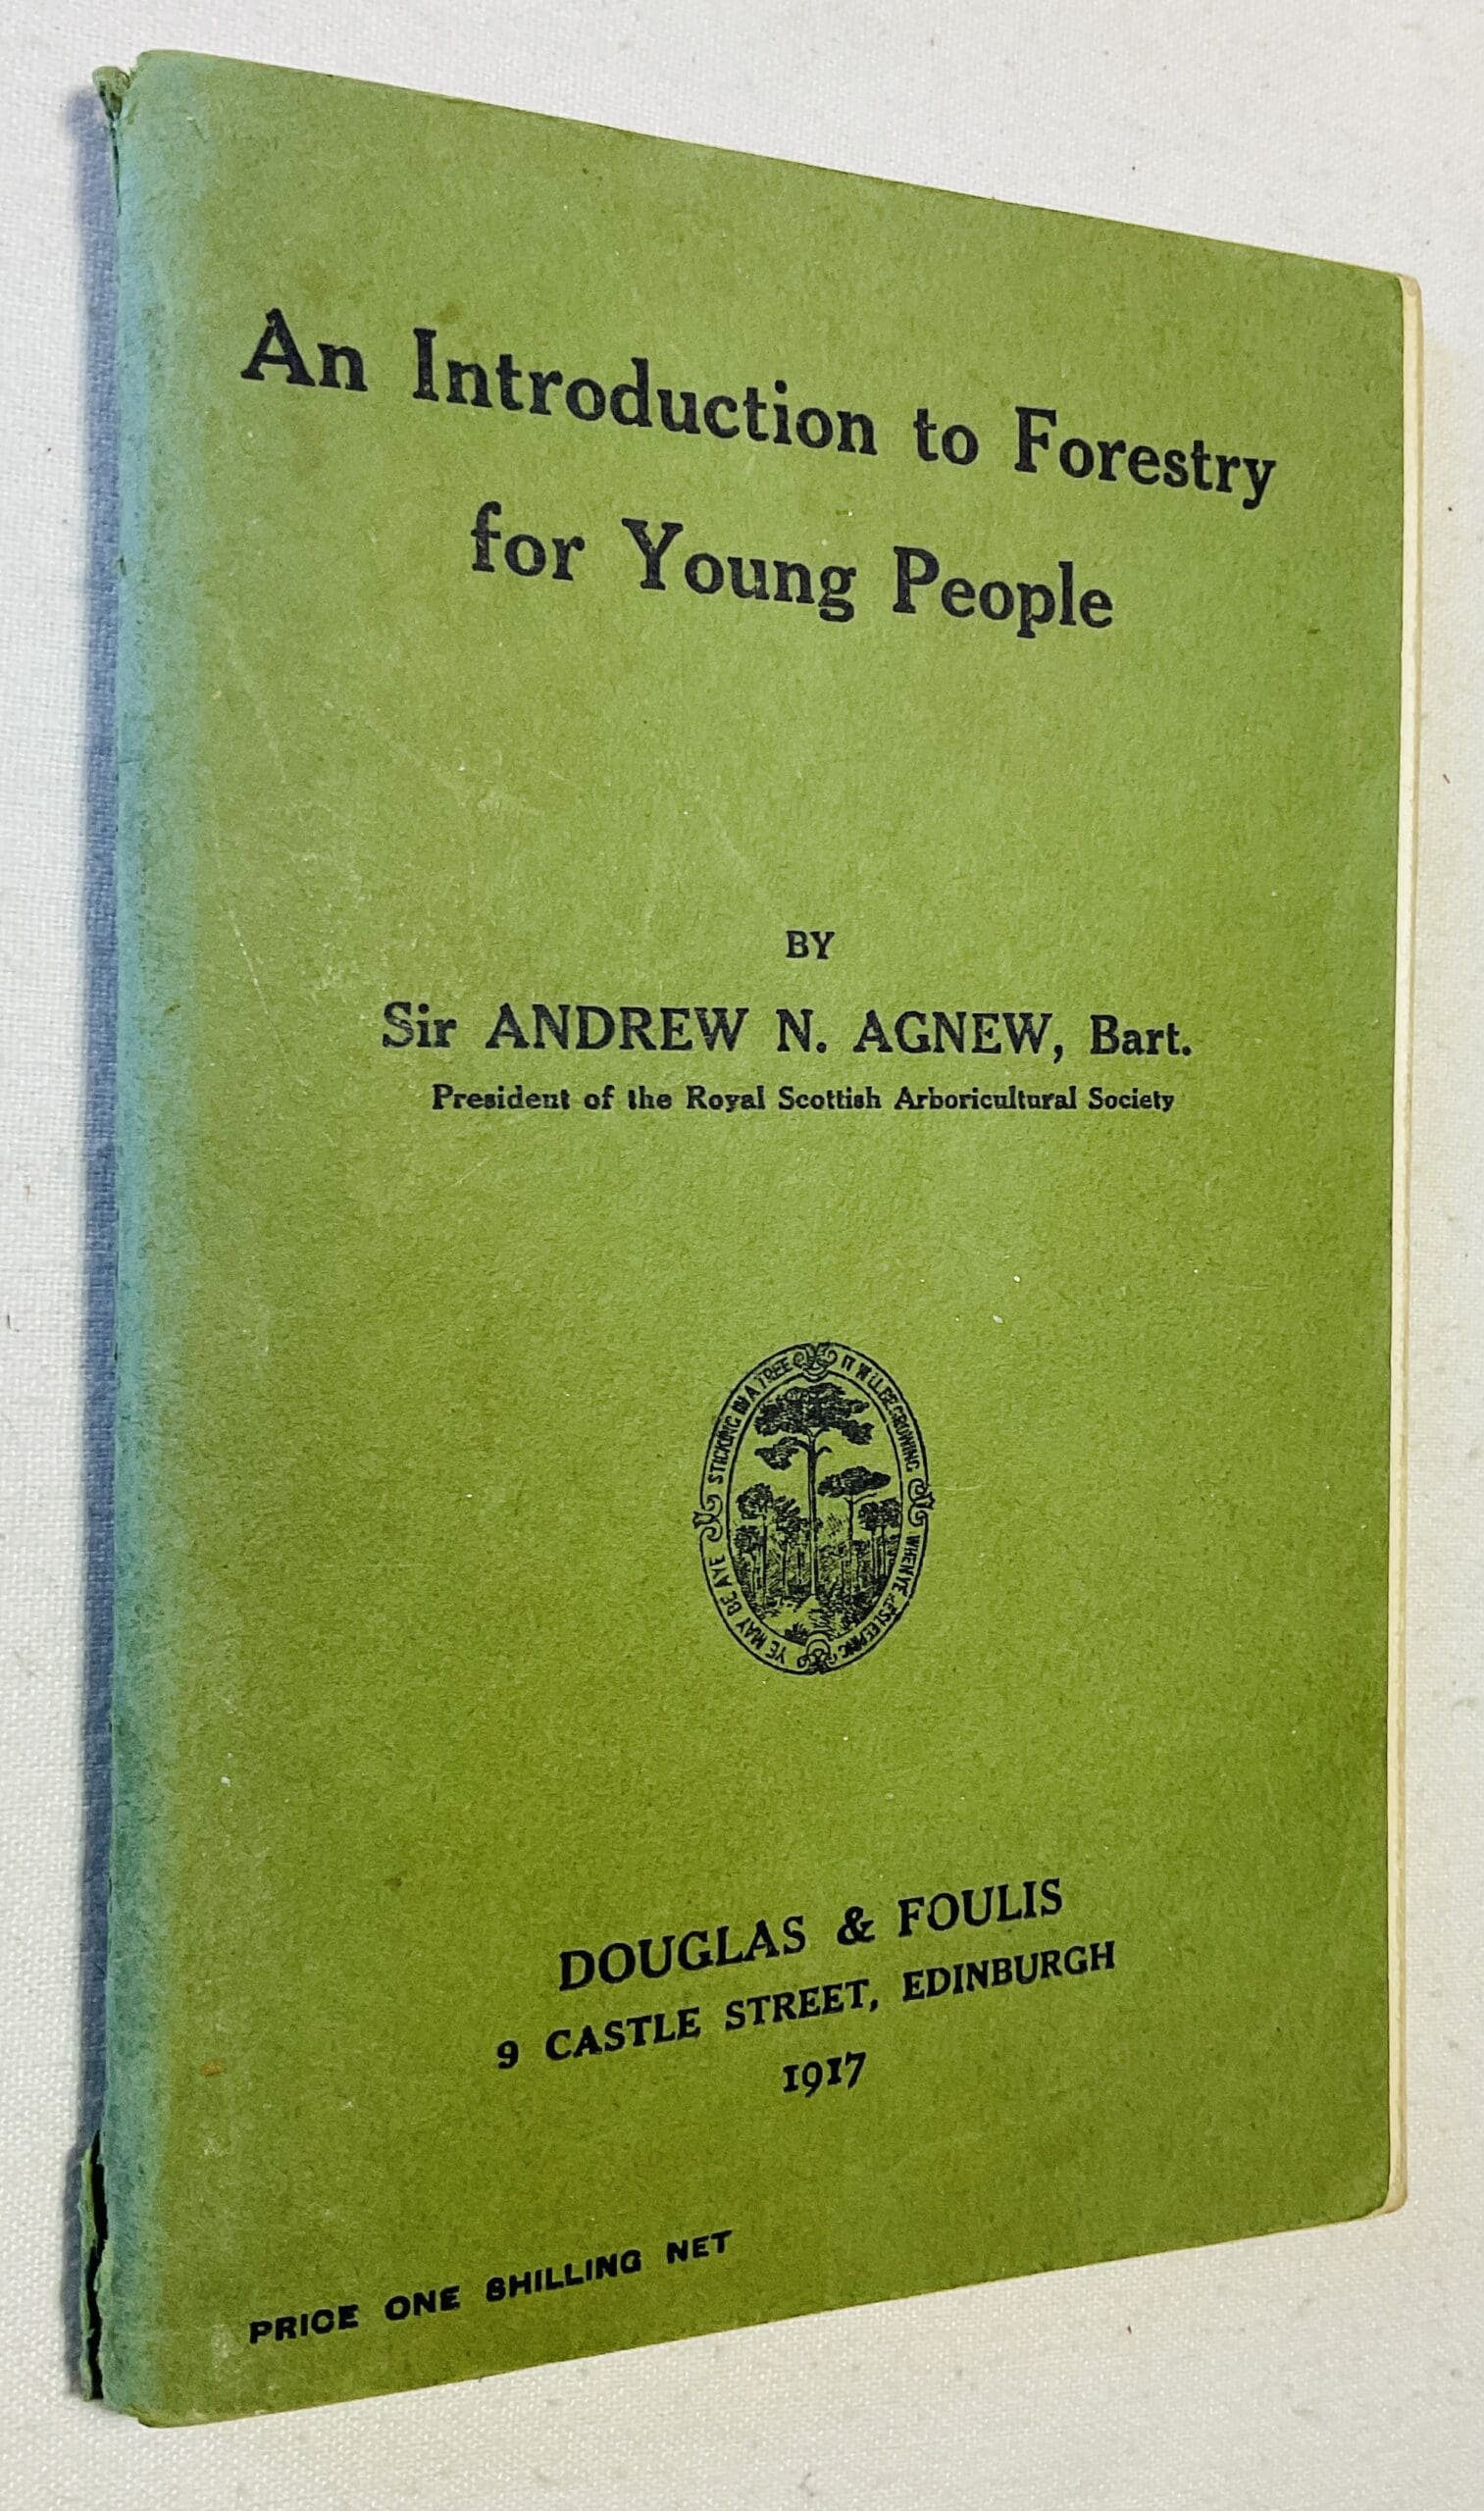 An Introduction to Forestry
for Young People
BY
Sir ANDREW N. AGNEW, Bart.
President of the Royal Scottish Arboricultural Society
YE MAY BE AYE
STICKING IN A TREE
IT WILL BE GROWING
WHEN YE SLEEPING
DOUGLAS & FOULIS
9 CASTLE STREET, EDINBURGH
1917
PRICE ONE SHILLING NET